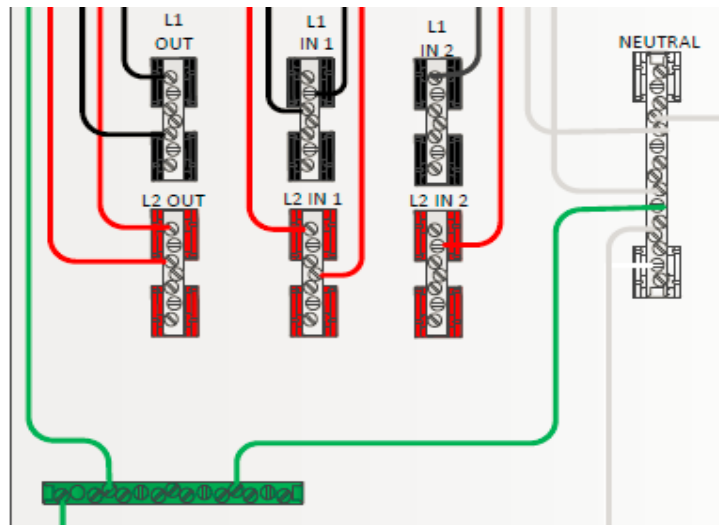 L1
OUT
L1
IN 1
L1
IN 2
NEUTRAL
L2 OUT
L2 IN 1
L2 IN 2